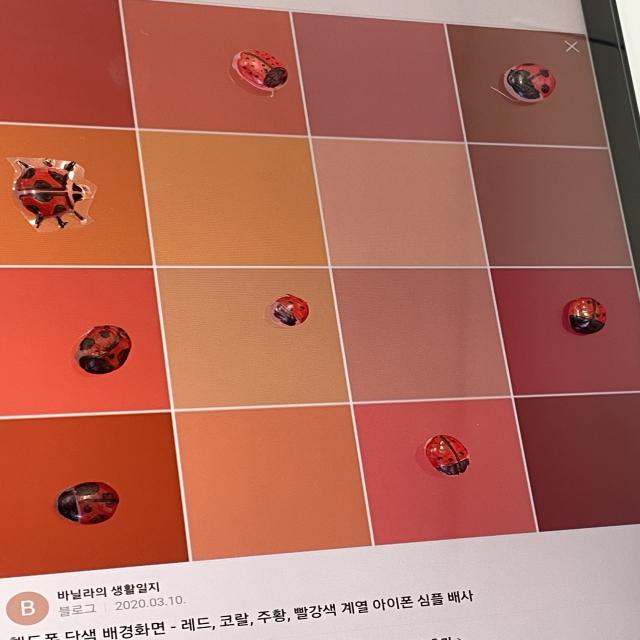 B
바닐라의 생활일지
블로그 | 2020.03.10.
핸드폰 단색 배경화면 - 레드, 코랄, 주황, 빨강색 계열 아이폰 심플 배사